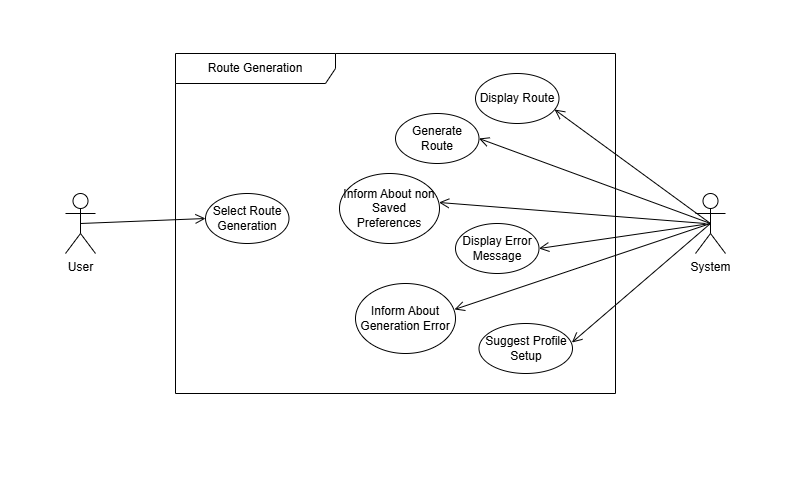 Route Generation
Display Route
Generate
Route
Inform About non
Saved
Preferences
Select Route
Generation
Display Error
Message
User
System
Inform About
Generation Error
Suggest Profile
Setup